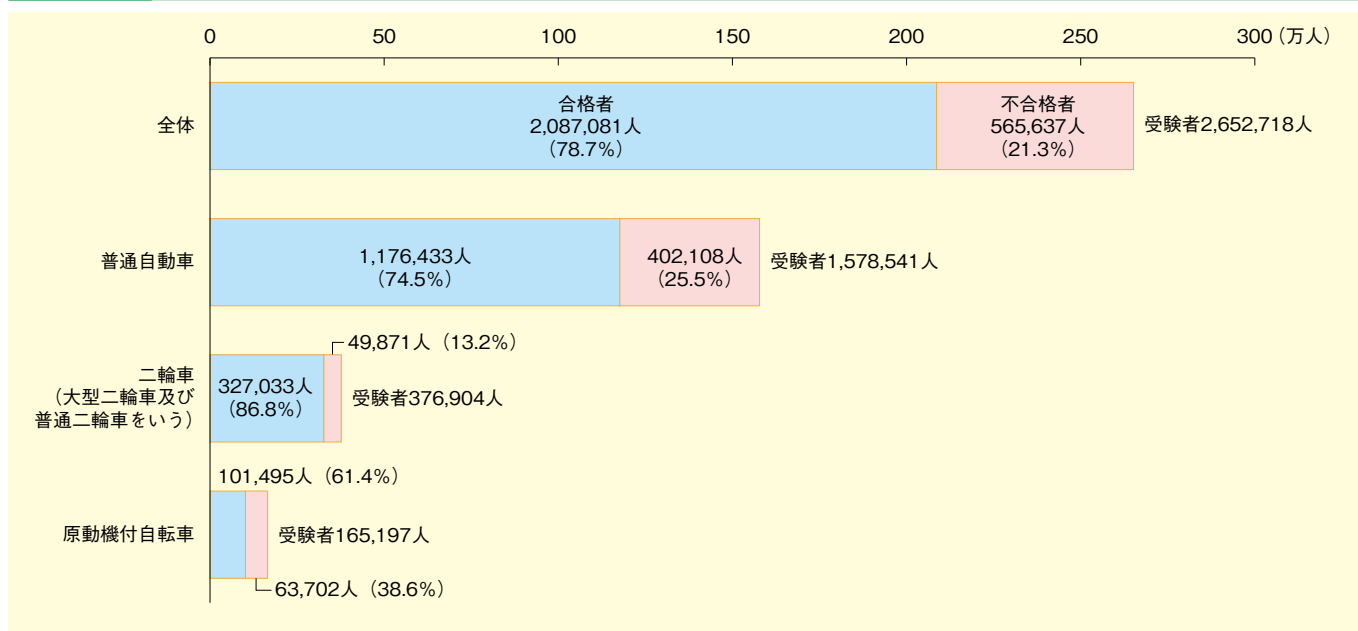 0 50 100 150 200 250 300（万人）
全体
合格者
2,087,081人
（78.7%）
不合格者
565,637人
（21.3%）
受験者2,652,718人
普通自動車
1,176,433人
（74.5%）
402,108人
（25.5%）
受験者1,578,541人
二輪車
（大型二輪車及び
普通二輪車をいう）
327,033人
（86.8%）
49,871人（13.2%）
受験者376,904人
原動機付自転車
101,495人（61.4%）
受験者165,197人
63,702人（38.6%）